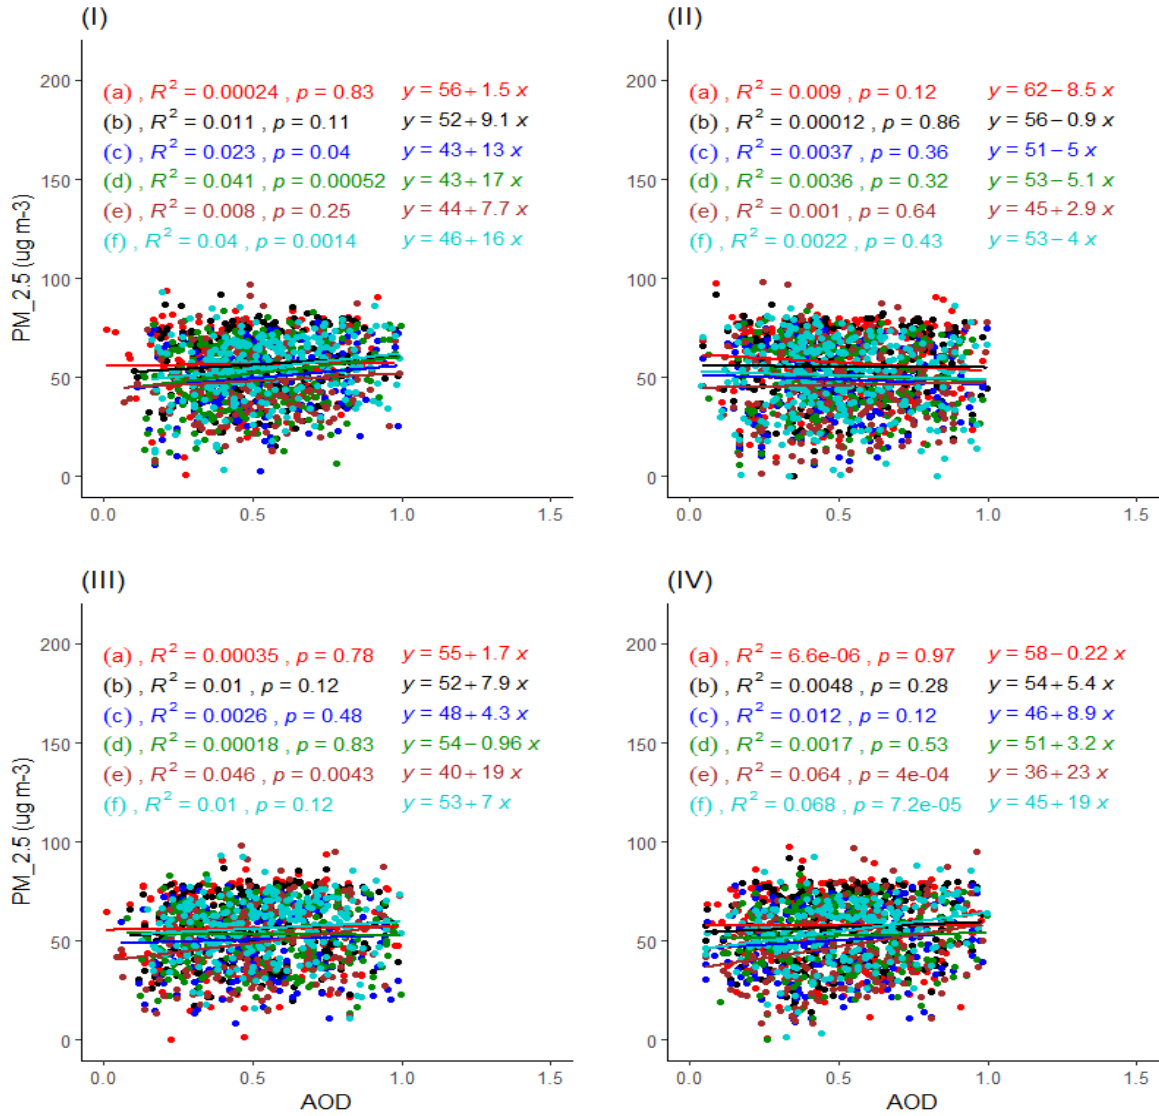 (I)
(a) , R² = 0.00024 , p = 0.83 y = 56 + 1.5 x
(b) , R² = 0.011 , p = 0.11 y = 52 + 9.1 x
(c) , R² = 0.023 , p = 0.04 y = 43 + 13 x
(d) , R² = 0.041 , p = 0.00052 y = 43 + 17 x
(e) , R² = 0.008 , p = 0.25 y = 44 + 7.7 x
(f) , R² = 0.04 , p = 0.0014 y = 46 + 16 x
PM_2.5 (ug m-3)
200
150
100
50
0
0.0 0.5 1.0 1.5
(II)
(a) , R² = 0.009 , p = 0.12 y = 62 − 8.5 x
(b) , R² = 0.00012 , p = 0.86 y = 56 − 0.9 x
(c) , R² = 0.0037 , p = 0.36 y = 51 − 5 x
(d) , R² = 0.0036 , p = 0.32 y = 53 − 5.1 x
(e) , R² = 0.001 , p = 0.64 y = 45 + 2.9 x
(f) , R² = 0.0022 , p = 0.43 y = 53 − 4 x
200
150
100
50
0
0.0 0.5 1.0 1.5
(III)
(a) , R² = 0.00035 , p = 0.78 y = 55 + 1.7 x
(b) , R² = 0.01 , p = 0.12 y = 52 + 7.9 x
(c) , R² = 0.0026 , p = 0.48 y = 48 + 4.3 x
(d) , R² = 0.00018 , p = 0.83 y = 54 − 0.96 x
(e) , R² = 0.046 , p = 0.0043 y = 40 + 19 x
(f) , R² = 0.01 , p = 0.12 y = 53 + 7 x
PM_2.5 (ug m-3)
200
150
100
50
0
0.0 0.5 1.0 1.5
AOD
(IV)
(a) , R² = 6.6e-06 , p = 0.97 y = 58 − 0.22 x
(b) , R² = 0.0048 , p = 0.28 y = 54 + 5.4 x
(c) , R² = 0.012 , p = 0.12 y = 46 + 8.9 x
(d) , R² = 0.0017 , p = 0.53 y = 51 + 3.2 x
(e) , R² = 0.064 , p = 4e-04 y = 36 + 23 x
(f) , R² = 0.068 , p = 7.2e-05 y = 45 + 19 x
200
150
100
50
0
0.0 0.5 1.0 1.5
AOD